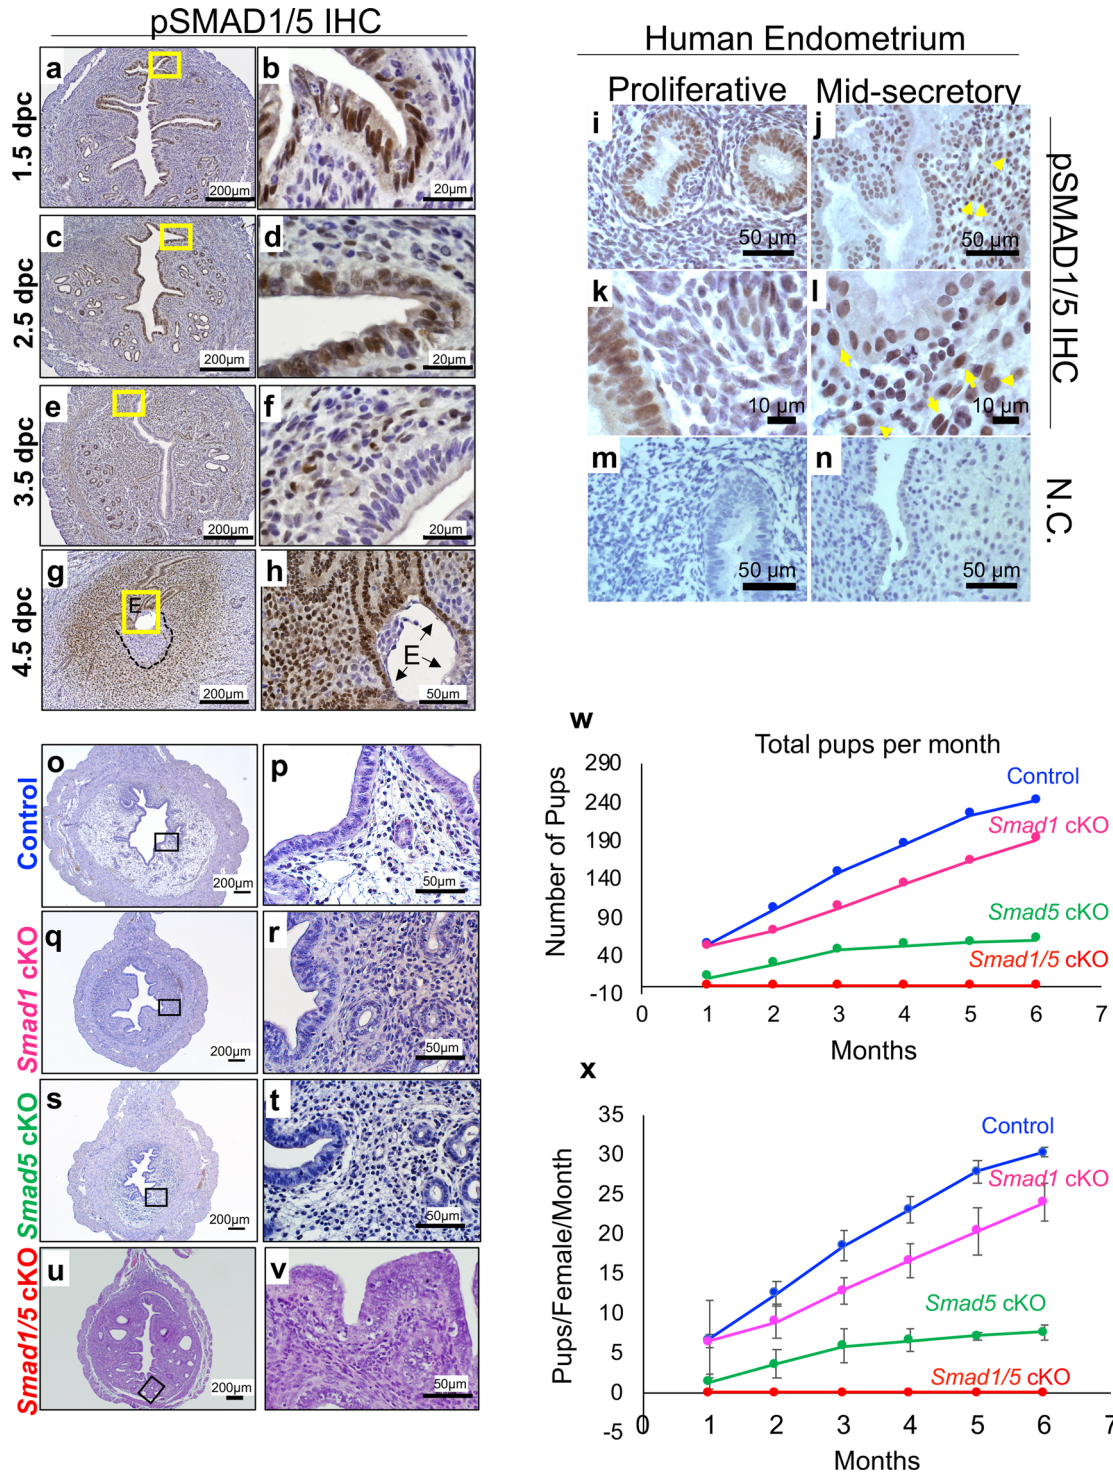 pSMAD1/5 IHC
1.5 dpc
a
200µm
b
20µm
2.5 dpc
c
200µm
d
20µm
3.5 dpc
e
200µm
f
20µm
4.5 dpc
g
E
200µm
h
E
50µm
Human Endometrium
Proliferative
Mid-secretory
i
50 µm
j
50 µm
k
10 µm
l
10 µm
pSMAD1/5 IHC
m
50 µm
n
50 µm
N.C.
Control
o
200µm
p
50µm
Smad1 cKO
q
200µm
r
50µm
Smad5 cKO
s
200µm
t
50µm
Smad1/5 cKO
u
200µm
v
50µm
w
Total pups per month
Number of Pups
290
240
190
140
90
40
-10
0
1
2
3
4
5
6
7
Months
Control
Smad1 cKO
Smad5 cKO
Smad1/5 cKO
x
Pups/Female/Month
35
30
25
20
15
10
5
0
-5
0
1
2
3
4
5
6
7
Months
Control
Smad1 cKO
Smad5 cKO
Smad1/5 cKO